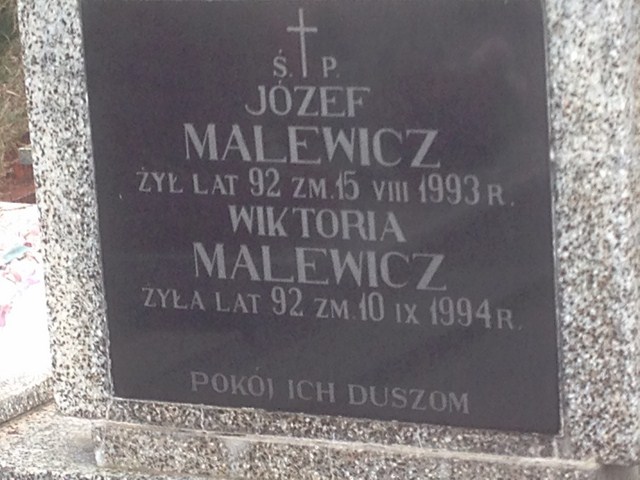 Ś. P.
JÓZEF
MALEWICZ
ŻYŁ LAT 92 ZM. 15 VIII 1993 R.
WIKTORIA
MALEWICZ
ŻYŁA LAT 92 ZM. 10 IX 1994 R.
POKÓJ ICH DUSZOM